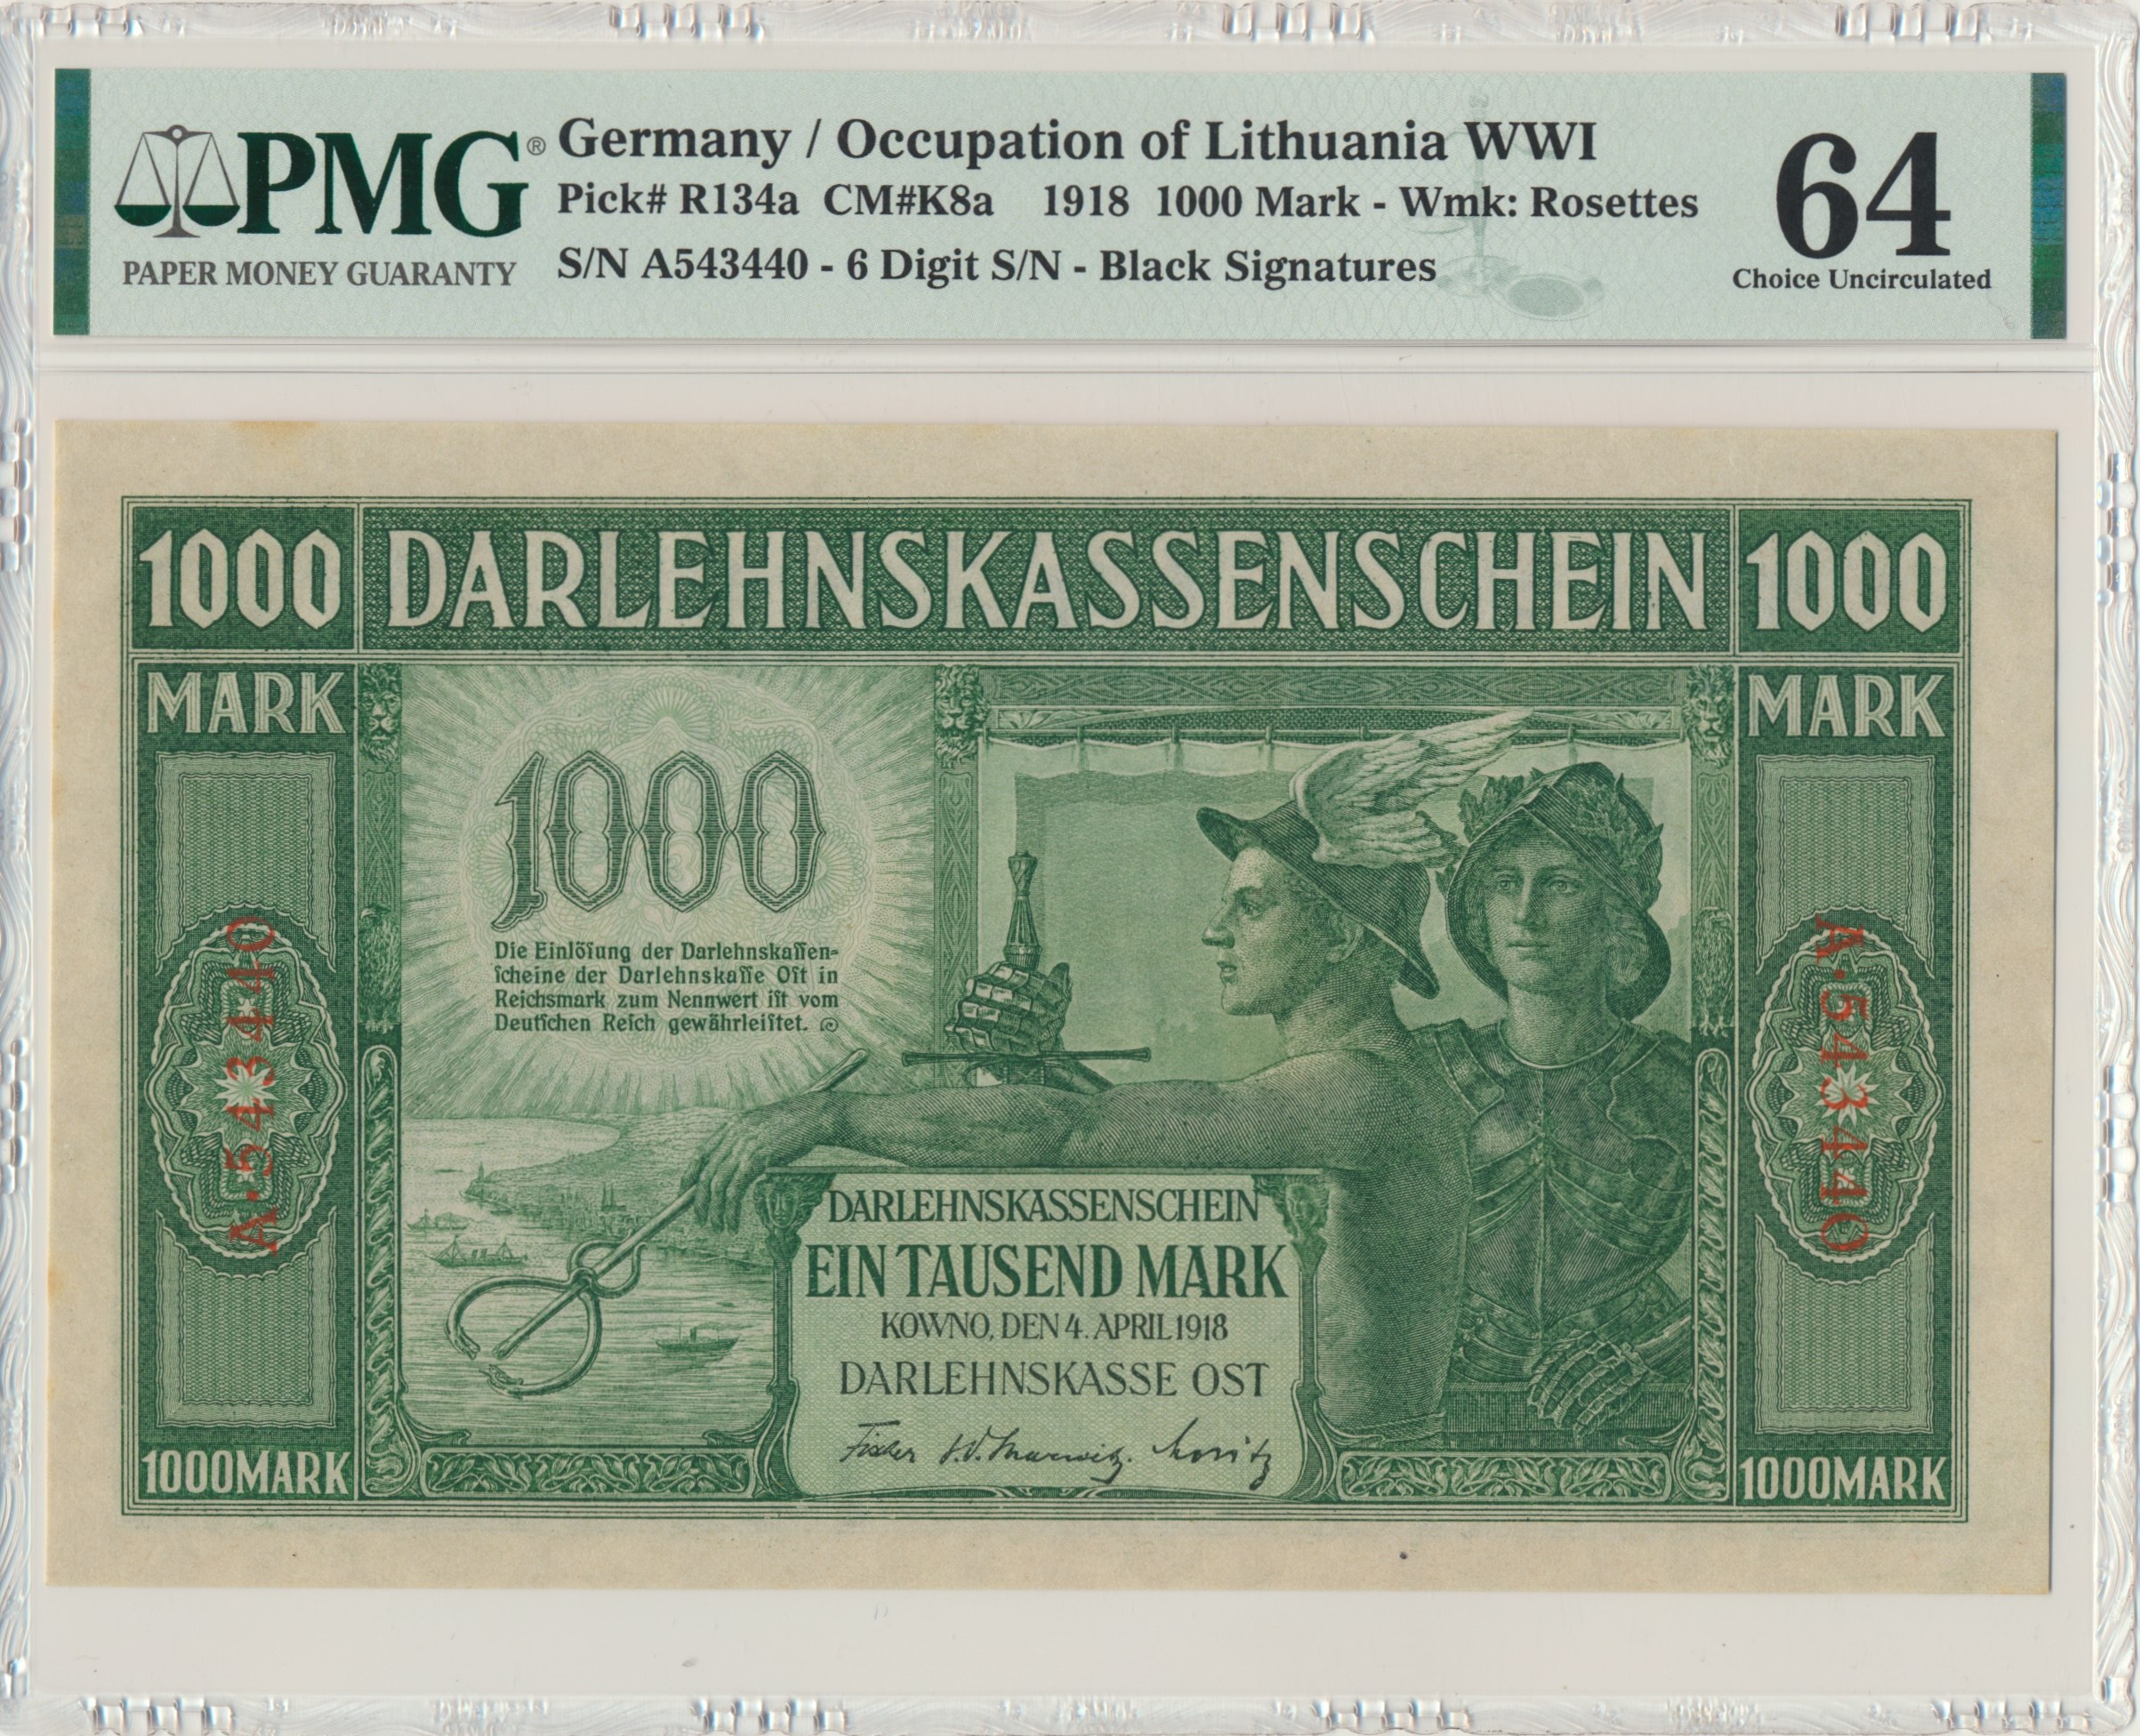 PMG®
PAPER MONEY GUARANTY
Germany / Occupation of Lithuania WWI
Pick# R134a CM#K8a 1918 1000 Mark - Wmk: Rosettes
S/N A543440 - 6 Digit S/N - Black Signatures
64
Choice Uncirculated
1000 DARLEHNSKASSENSCHEIN 1000
MARK MARK
1000
Die Einlöſung der Darlehnskaſſen-
ſcheine der Darlehnskaſſe Oſt in
Reichsmark zum Nennwert iſt vom
Deutſchen Reich gewährleiſtet.
A·543440
A·543440
DARLEHNSKASSENSCHEIN
EIN TAUSEND MARK
KOWNO, DEN 4. APRIL 1918
DARLEHNSKASSE OST
Fischer v.d. Marwitz. Moritz
1000MARK 1000MARK